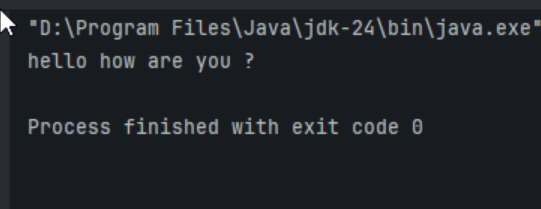 "D:\Program Files\Java\jdk-24\bin\java.exe"
hello how are you ?
Process finished with exit code 0